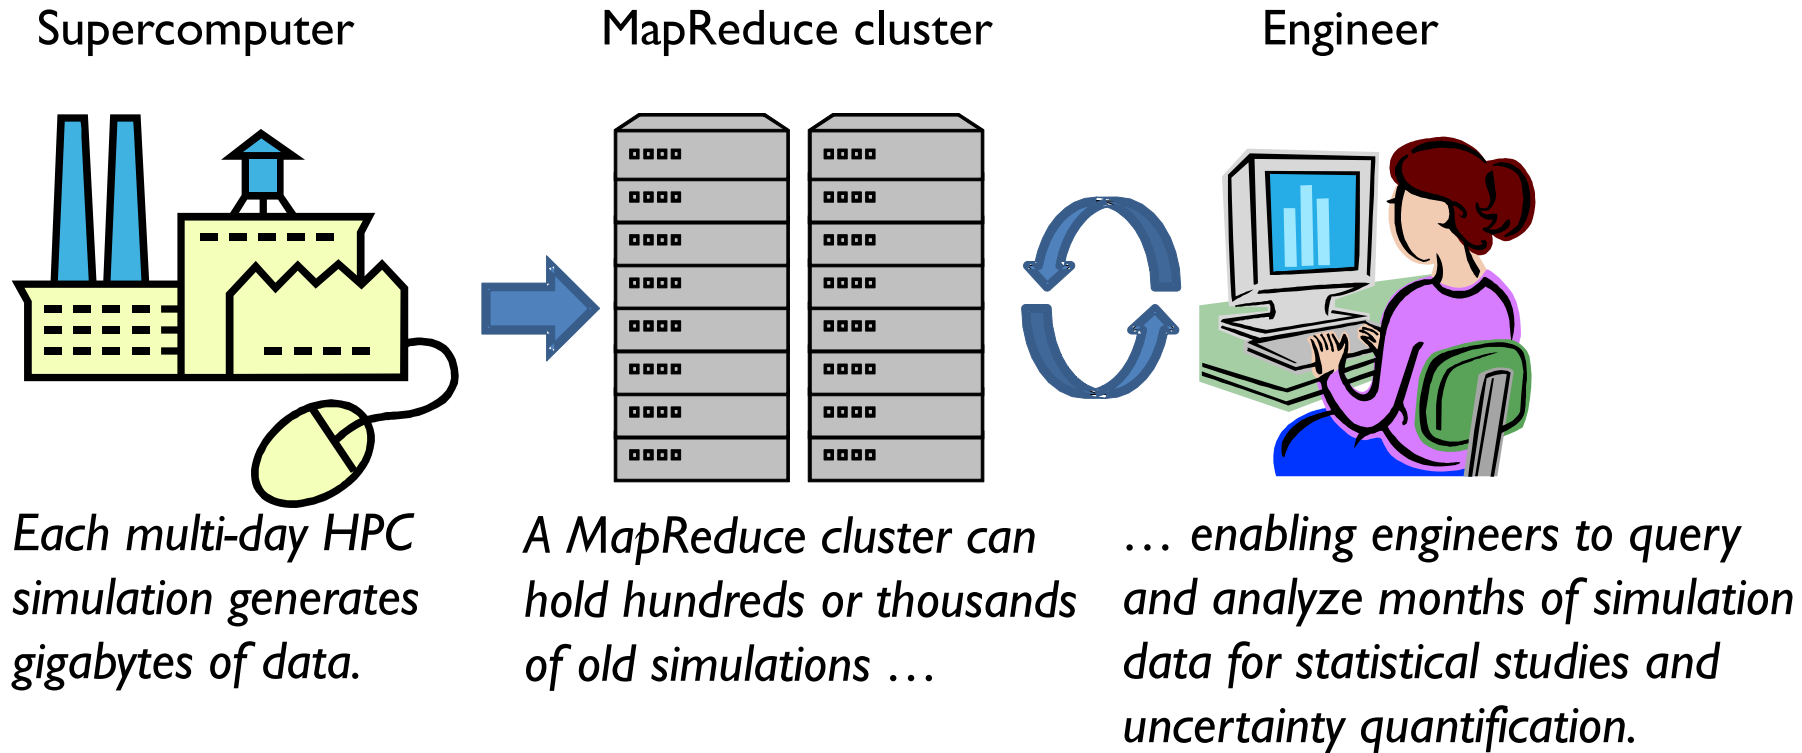 Supercomputer
MapReduce cluster
Engineer
Each multi-day HPC
simulation generates
gigabytes of data.
A MapReduce cluster can
hold hundreds or thousands
of old simulations …
… enabling engineers to query
and analyze months of simulation
data for statistical studies and
uncertainty quantification.